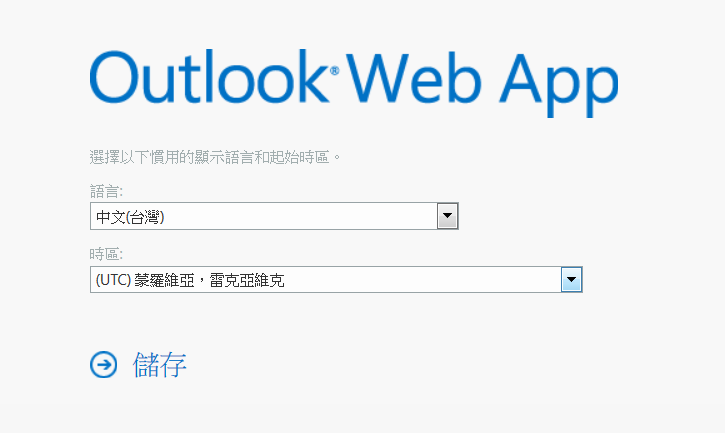 Outlook® Web App
選擇以下慣用的顯示語言和起始時區。
語言:
中文(台灣)
時區:
(UTC) 蒙羅維亞，雷克亞維克
儲存